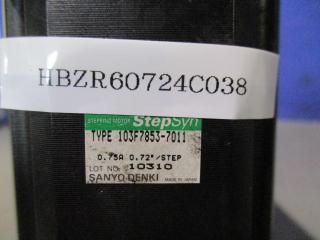 HBZR60724C038
STEPPING MOTOR StepSyn
TYPE 103F7853-7011
0.75A 0.72°/STEP
LOT NO. 10310
SANYO DENKI MADE IN JAPAN